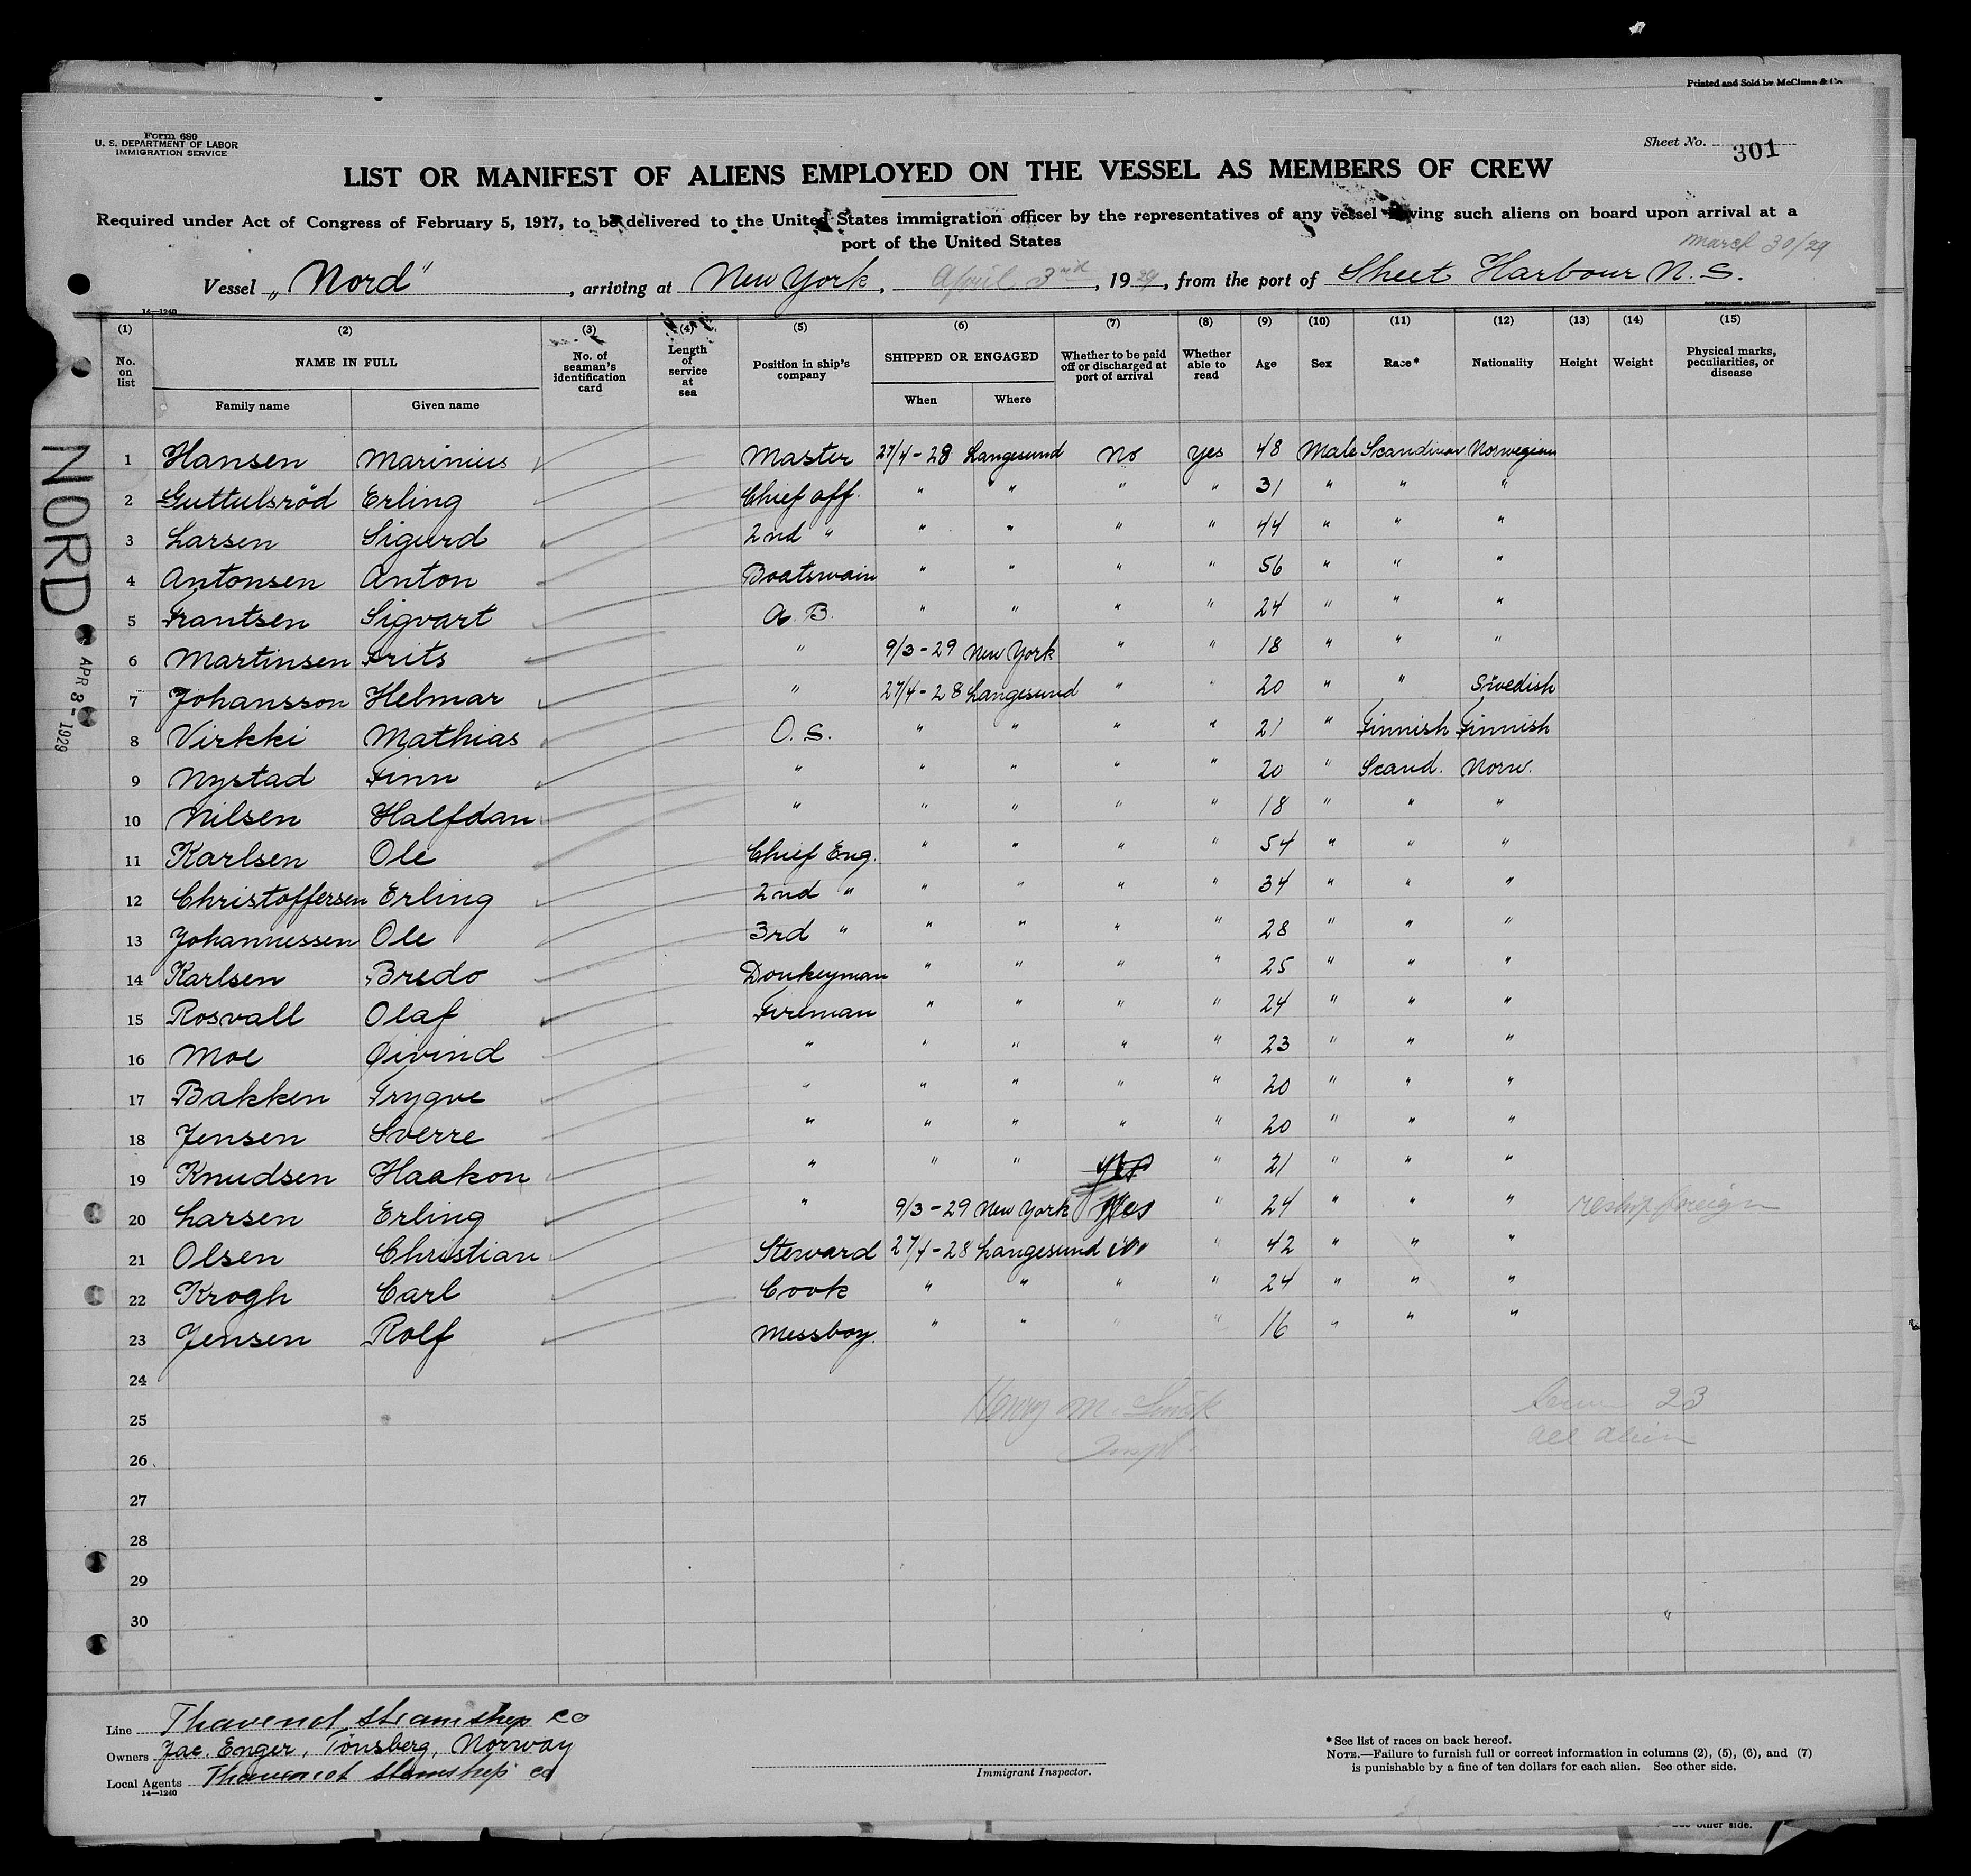 Printed and Sold by McClunn & Co
Form 680
U. S. DEPARTMENT OF LABOR
IMMIGRATION SERVICE
Sheet No. 301
LIST OR MANIFEST OF ALIENS EMPLOYED ON THE VESSEL AS MEMBERS OF CREW
Required under Act of Congress of February 5, 1917, to be delivered to the United States immigration officer by the representatives of any vessel having such aliens on board upon arrival at a
port of the United States
March 30/29
Vessel „Nord", arriving at New York, April 3rd, 1929, from the port of Sheet Harbour N. S.
14—1240
(1) (2) (3) (4) (5) (6) (7) (8) (9) (10) (11) (12) (13) (14) (15)
No. on list NAME IN FULL No. of seaman's identification card Length of service at sea Position in ship's company SHIPPED OR ENGAGED Whether to be paid off or discharged at port of arrival Whether able to read Age Sex Race* Nationality Height Weight Physical marks, peculiarities, or disease
Family name Given name When Where
1 Hansen Marinius Master 27/4-28 Langesund No yes 48 Male Scandinav Norwegian
2 Guttulsröd Erling Chief off. " " " " 31 " " "
3 Larsen Sigurd 2nd " " " " " 44 " " "
4 Antonsen Anton Boatswain " " " " 56 " " "
5 Frantsen Sigvart A. B. " " " " 24 " " "
6 Martinsen Frits " 9/3-29 New York " " 18 " " "
7 Johansson Helmar " 27/4-28 Langesund " " 20 " " Swedish
8 Virkki Mathias O. S. " " " " 21 " Finnish Finnish
9 Nystad Finn " " " " " 20 " Scand. Norw.
10 Nilsen Halfdan " " " " " 18 " " "
11 Karlsen Ole Chief Eng. " " " " 54 " " "
12 Christoffersen Erling 2nd " " " " " 34 " " "
13 Johannessen Ole 3rd " " " " " 28 " " "
14 Karlsen Bredo Donkeyman " " " " 25 " " "
15 Rosvall Olaf Fireman " " " " 24 " " "
16 Moe Öivind " " " " " 23 " " "
17 Bakken Trygve " " " " " 20 " " "
18 Jensen Sverre " " " " " 20 " " "
19 Knudsen Haakon " " " yes " 21 " " "
20 Larsen Erling " 9/3-29 New York Yes " 24 " " " reship foreign
21 Olsen Christian Steward 27/4-28 Langesund no " 42 " " "
22 Krogh Carl Cook " " " " 24 " " "
23 Jensen Rolf Messboy. " " " " 16 " " "
24
25
26
27
28
29
30
Henry M.
Insp.
23
all alien
NORD
APR 3 - 1929
Line Steamship Co
Owners Jac. Enger, Tönsberg, Norway
Local Agents Steamship Co
14—1240
Immigrant Inspector.
*See list of races on back hereof.
NOTE.—Failure to furnish full or correct information in columns (2), (5), (6), and (7)
is punishable by a fine of ten dollars for each alien. See other side.
See other side.